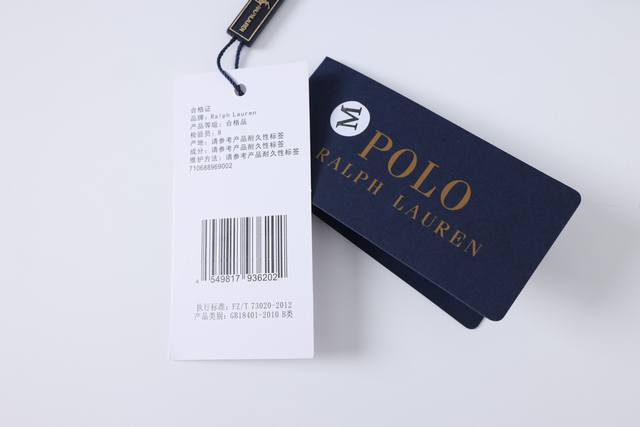 合格证
品牌: Ralph Lauren
产品等级: 合格品
检验员: 8
产地: 请参考产品耐久性标签
成分: 请参考产品耐久性标签
维护方法: 请参考产品耐久性标签
710688969002
549817 936202
执行标准: FZ/T 73020-2012
产品类别: GB18401-2010 B类
M
POLO
RALPH LAUREN